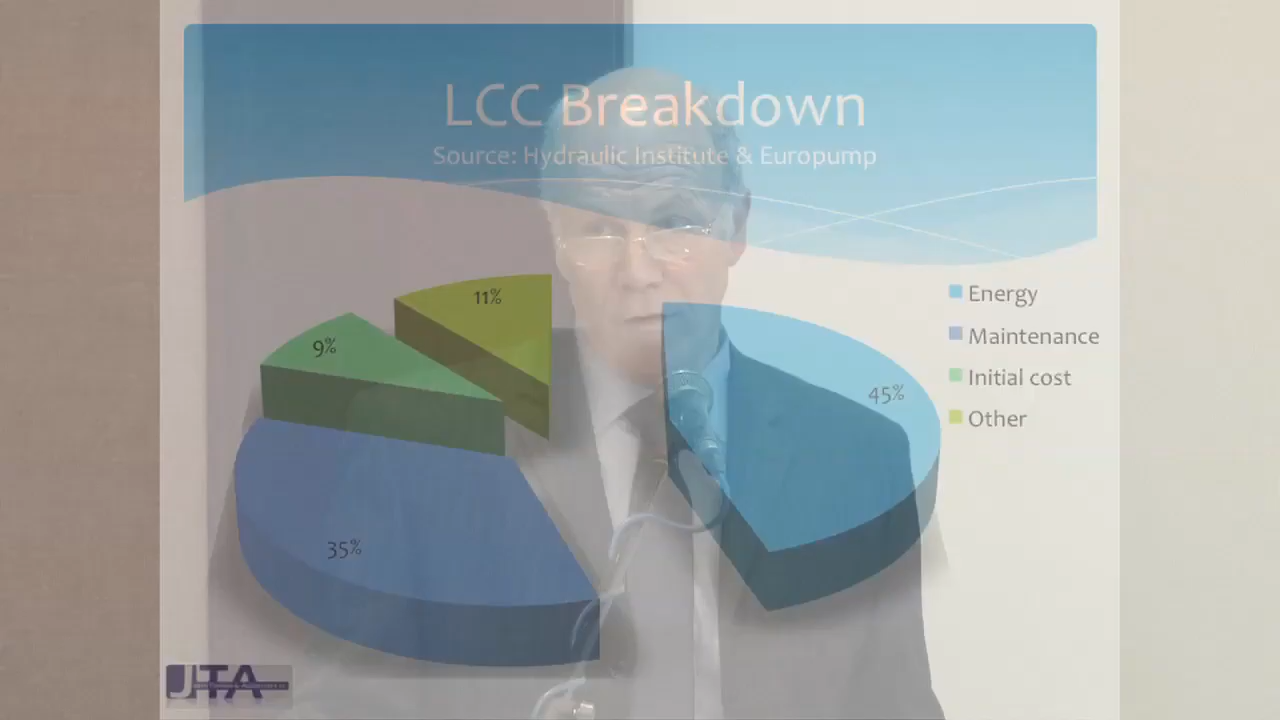 LCC Breakdown
Source: Hydraulic Institute & Europump
11%
9%
45%
35%
Energy
Maintenance
Initial cost
Other
JTA